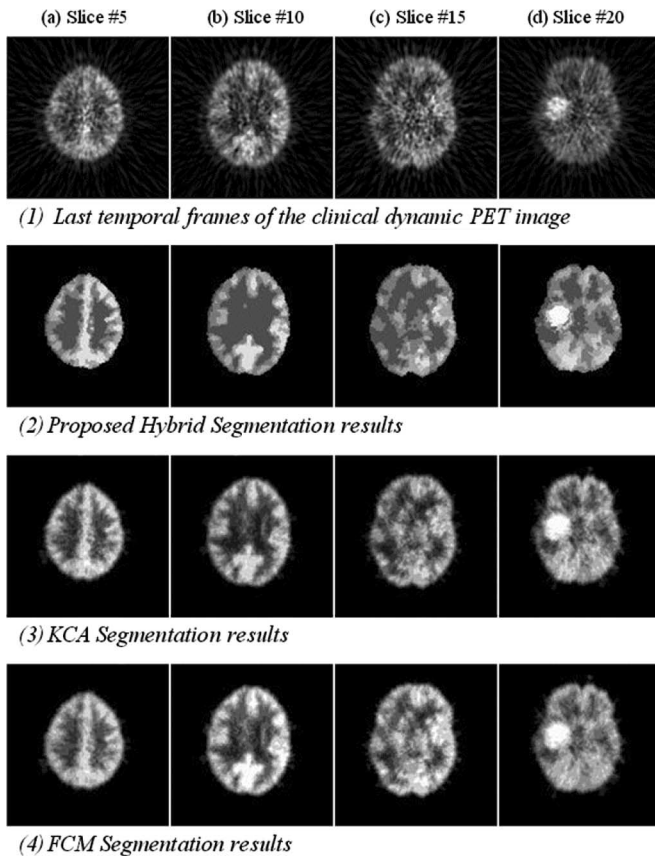 (a) Slice #5 (b) Slice #10 (c) Slice #15 (d) Slice #20
(1) Last temporal frames of the clinical dynamic PET image
(2) Proposed Hybrid Segmentation results
(3) KCA Segmentation results
(4) FCM Segmentation results